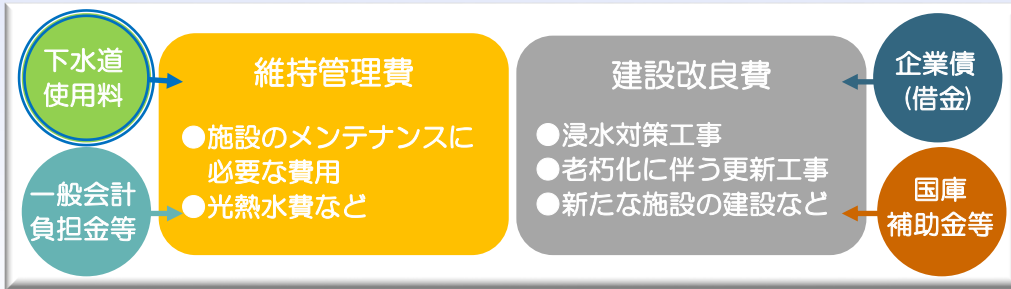 下水道
使用料
一般会計
負担金等
維持管理費
●施設のメンテナンスに
必要な費用
●光熱水費など
建設改良費
●浸水対策工事
●老朽化に伴う更新工事
●新たな施設の建設など
企業債
(借金)
国庫
補助金等